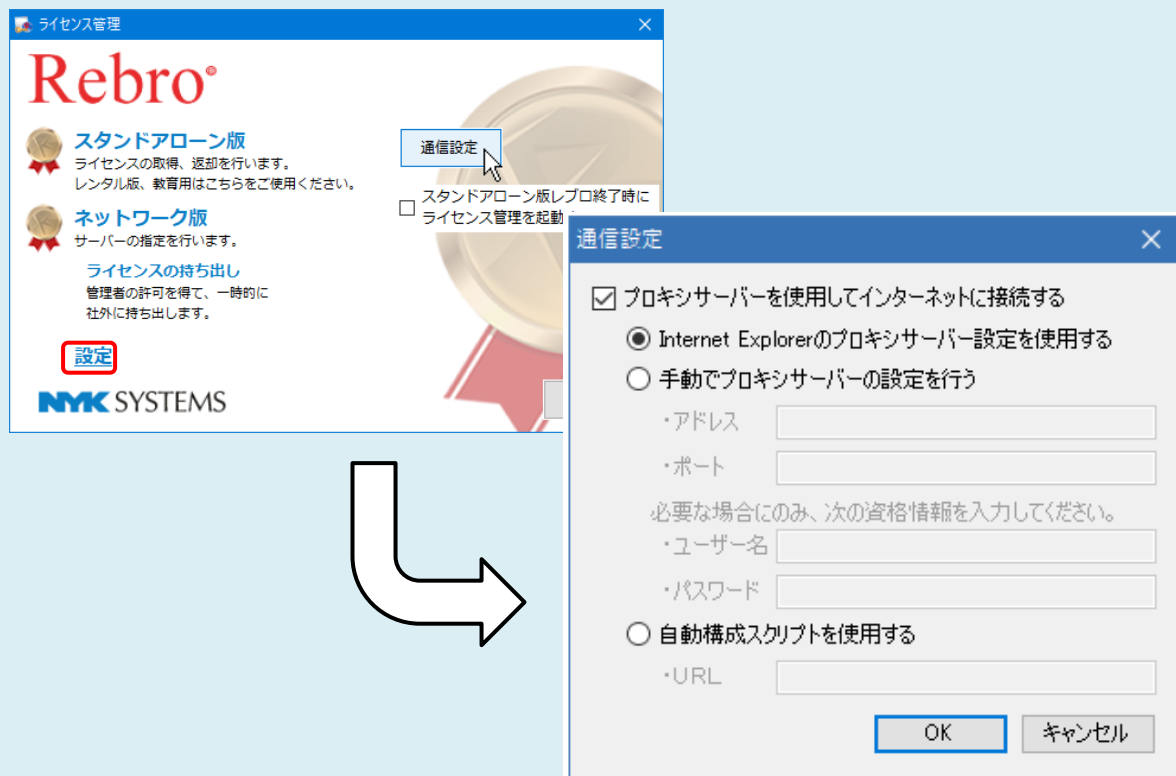 ライセンス管理
Rebro
スタンドアローン版
ライセンスの取得、返却を行います。
レンタル版、教育用はこちらをご使用ください。
ネットワーク版
サーバーの指定を行います。
ライセンスの持ち出し
管理者の許可を得て、一時的に
社外に持ち出します。
設定
NYK SYSTEMS
通信設定
スタンドアローン版レブロ終了時に
ライセンス管理を起動
通信設定
プロキシサーバーを使用してインターネットに接続する
Internet Explorerのプロキシサーバー設定を使用する
手動でプロキシサーバーの設定を行う
・アドレス
・ポート
必要な場合にのみ、次の資格情報を入力してください。
・ユーザー名
・パスワード
自動構成スクリプトを使用する
・URL
OK
キャンセル